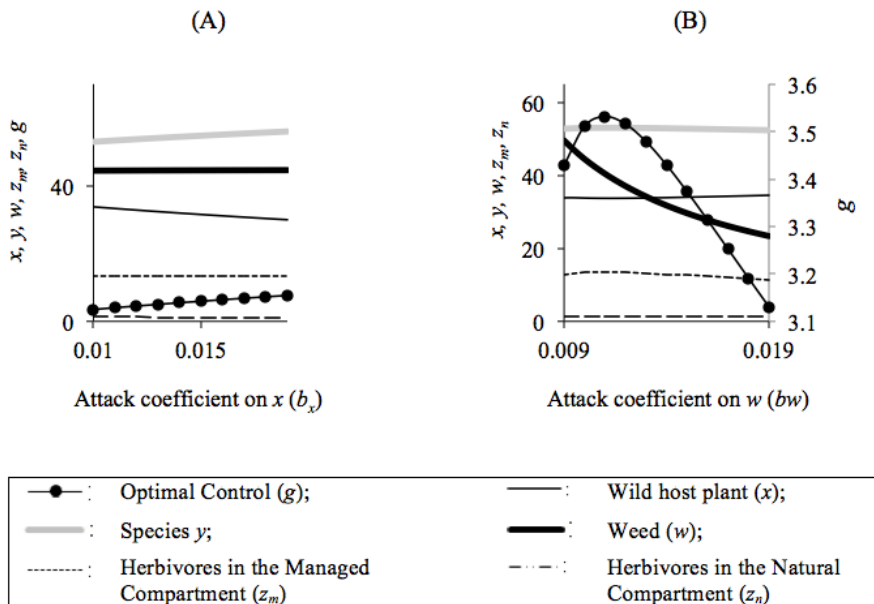 (A)
(B)
x, y, w, z_m, z_n, g
40
0
0.01
0.015
Attack coefficient on x (b_x)
x, y, w, z_m, z_n
60
40
20
0
3.6
3.5
3.4
3.3
3.2
3.1
g
0.009
0.019
Attack coefficient on w (bw)
: Optimal Control (g);
: Wild host plant (x);
: Species y;
: Weed (w);
: Herbivores in the Managed
Compartment (z_m)
: Herbivores in the Natural
Compartment (z_n)